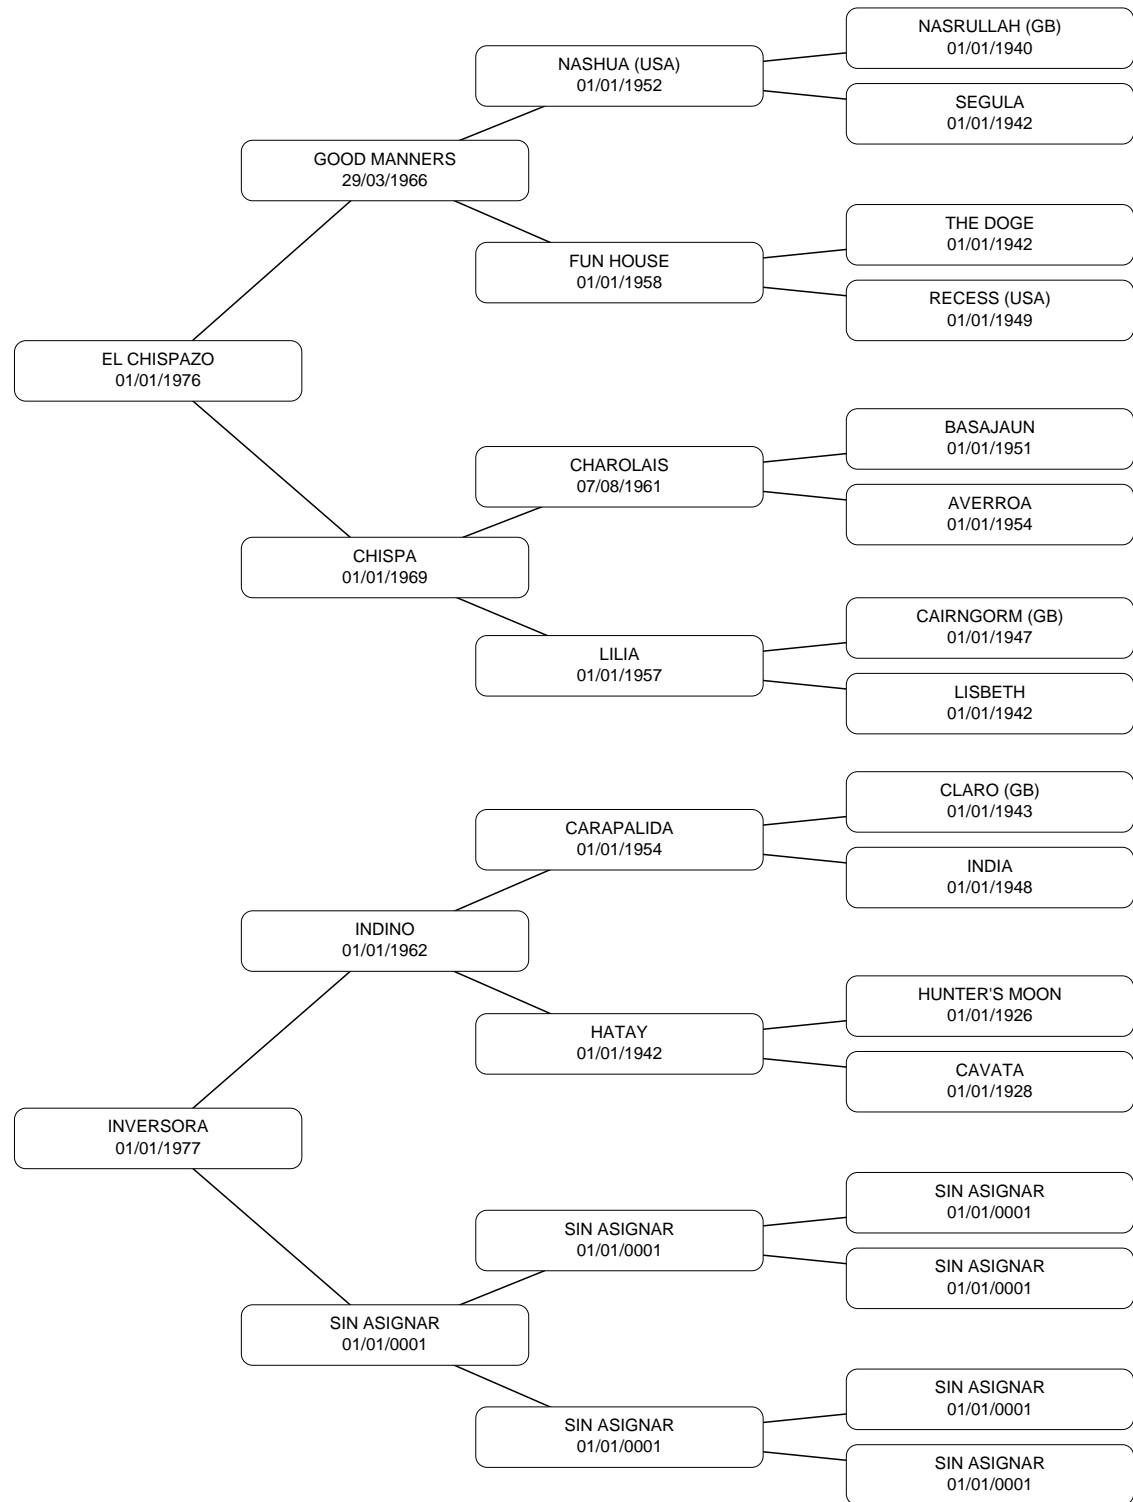 NASRULLAH (GB)
01/01/1940
NASHUA (USA)
01/01/1952
SEGULA
01/01/1942
GOOD MANNERS
29/03/1966
THE DOGE
01/01/1942
FUN HOUSE
01/01/1958
RECESS (USA)
01/01/1949
EL CHISPAZO
01/01/1976
BASAJAUN
01/01/1951
CHAROLAIS
07/08/1961
AVERROA
01/01/1954
CHISPA
01/01/1969
CAIRNGORM (GB)
01/01/1947
LILIA
01/01/1957
LISBETH
01/01/1942
CLARO (GB)
01/01/1943
CARAPALIDA
01/01/1954
INDIA
01/01/1948
INDINO
01/01/1962
HUNTER'S MOON
01/01/1926
HATAY
01/01/1942
CAVATA
01/01/1928
INVERSORA
01/01/1977
SIN ASIGNAR
01/01/0001
SIN ASIGNAR
01/01/0001
SIN ASIGNAR
01/01/0001
SIN ASIGNAR
01/01/0001
SIN ASIGNAR
01/01/0001
SIN ASIGNAR
01/01/0001
SIN ASIGNAR
01/01/0001